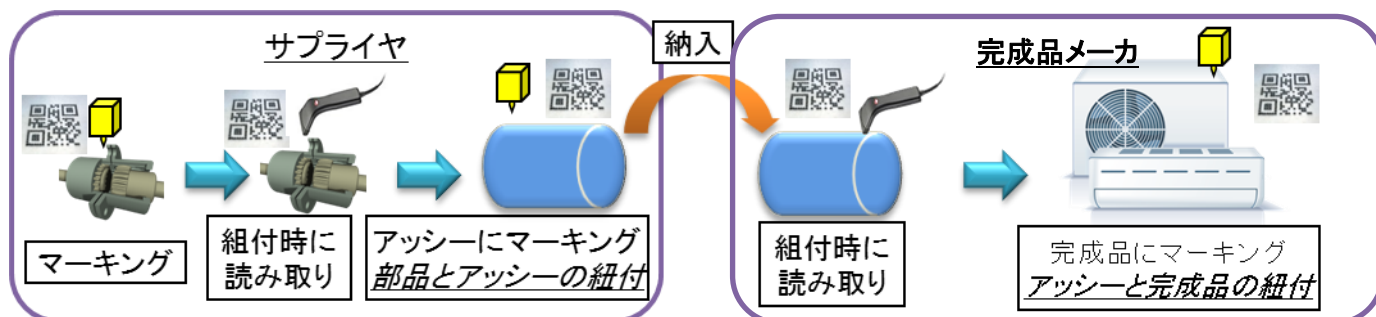 サプライヤ
納入
完成品メーカ
マーキング
組付時に
読み取り
アッシーにマーキング
部品とアッシーの紐付
組付時に
読み取り
完成品にマーキング
アッシーと完成品の紐付